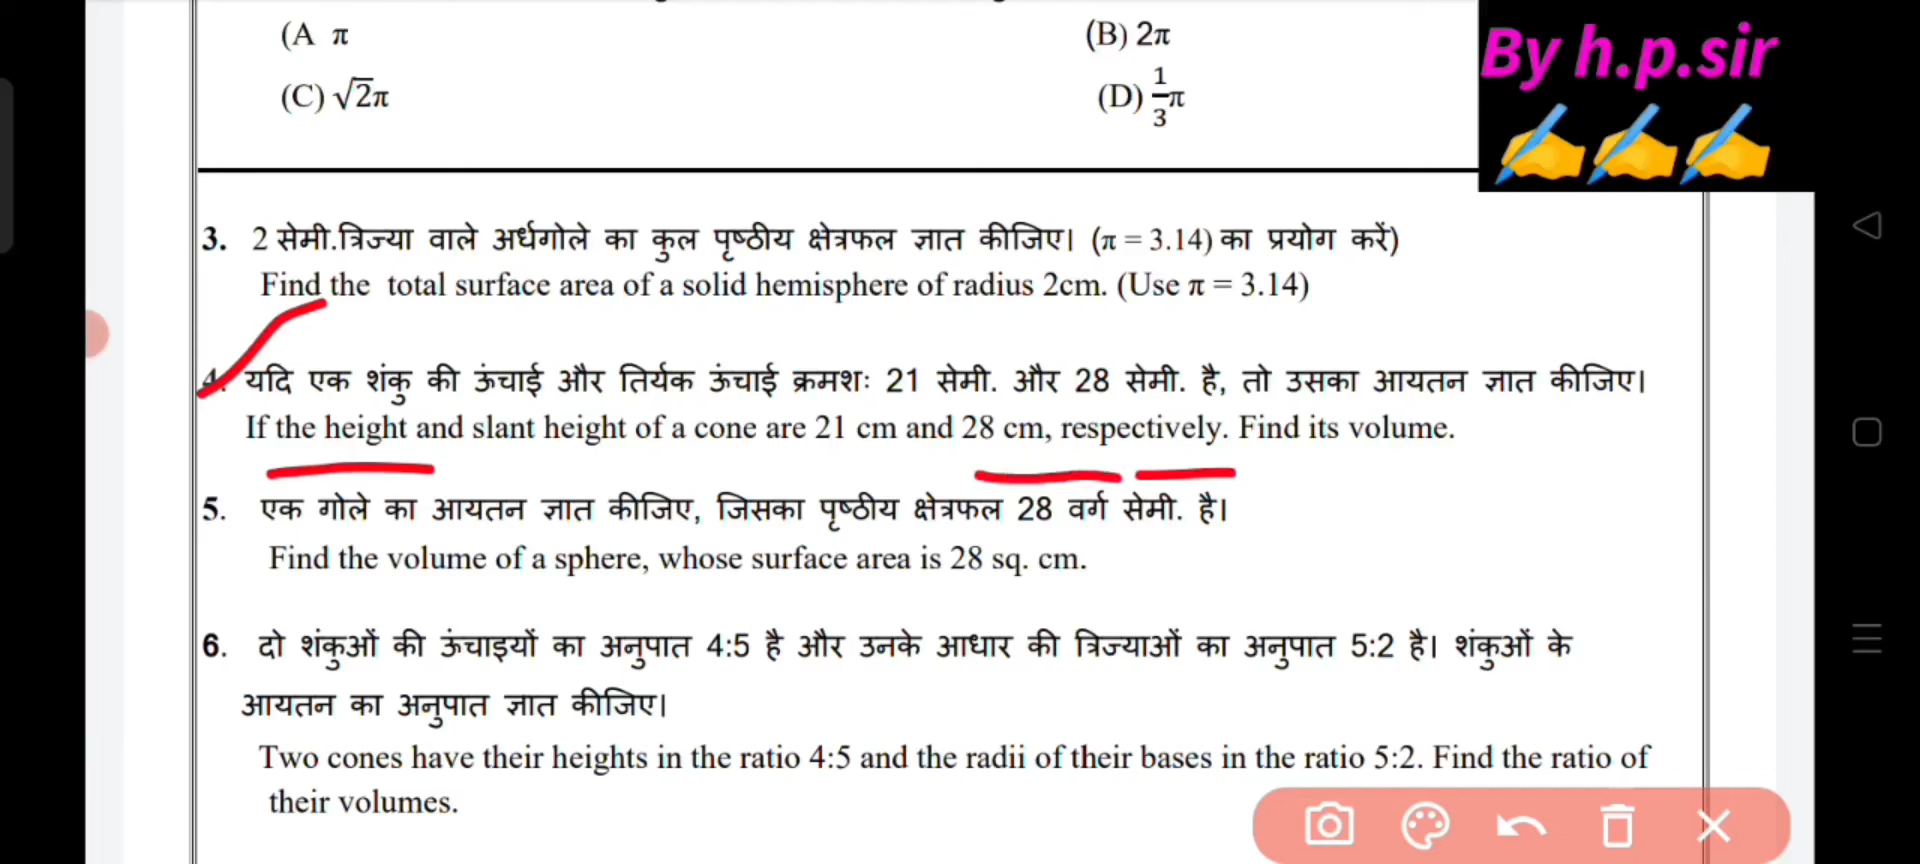 (A π
(B) 2π
(C) √2π
(D) 1/3π
By h.p.sir
3. 2 सेमी.त्रिज्या वाले अर्धगोले का कुल पृष्ठीय क्षेत्रफल ज्ञात कीजिए। (π = 3.14) का प्रयोग करें)
Find the total surface area of a solid hemisphere of radius 2cm. (Use π = 3.14)
4. यदि एक शंकु की ऊंचाई और तिर्यक ऊंचाई क्रमशः 21 सेमी. और 28 सेमी. है, तो उसका आयतन ज्ञात कीजिए।
If the height and slant height of a cone are 21 cm and 28 cm, respectively. Find its volume.
5. एक गोले का आयतन ज्ञात कीजिए, जिसका पृष्ठीय क्षेत्रफल 28 वर्ग सेमी. है।
Find the volume of a sphere, whose surface area is 28 sq. cm.
6. दो शंकुओं की ऊंचाइयों का अनुपात 4:5 है और उनके आधार की त्रिज्याओं का अनुपात 5:2 है। शंकुओं के
आयतन का अनुपात ज्ञात कीजिए।
Two cones have their heights in the ratio 4:5 and the radii of their bases in the ratio 5:2. Find the ratio of
their volumes.